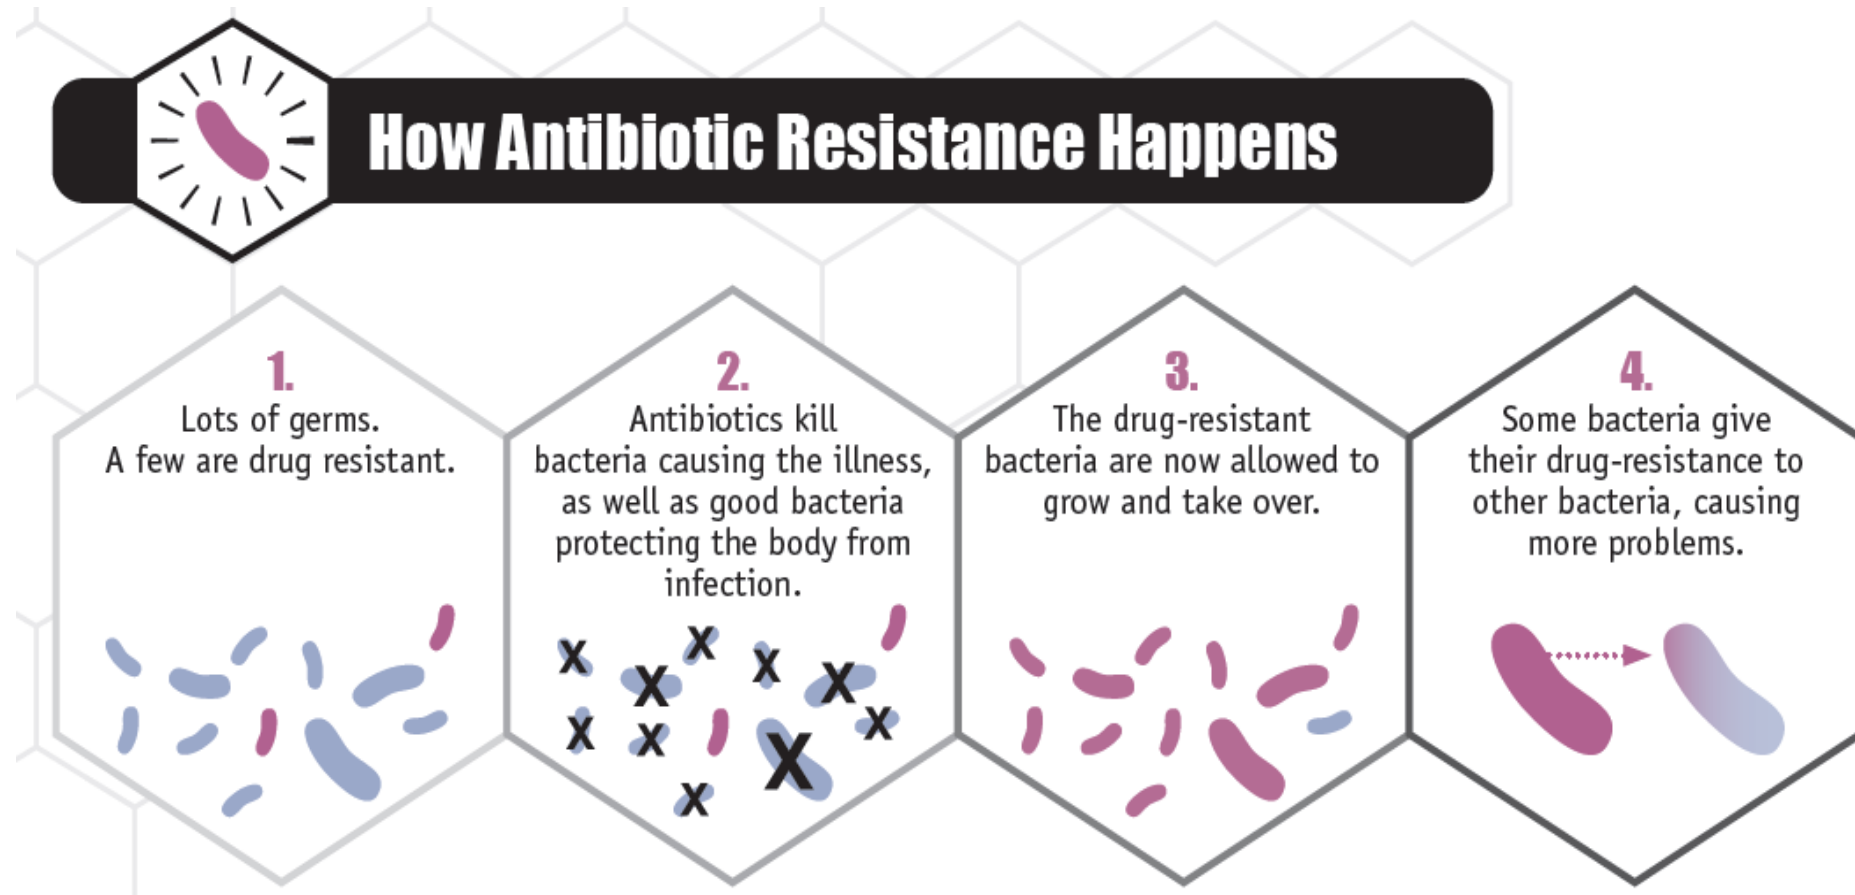 How Antibiotic Resistance Happens
1.
Lots of germs.
A few are drug resistant.
2.
Antibiotics kill
bacteria causing the illness,
as well as good bacteria
protecting the body from
infection.
X
X
X
X
X
X
X
X
X
X
3.
The drug-resistant
bacteria are now allowed to
grow and take over.
4.
Some bacteria give
their drug-resistance to
other bacteria, causing
more problems.